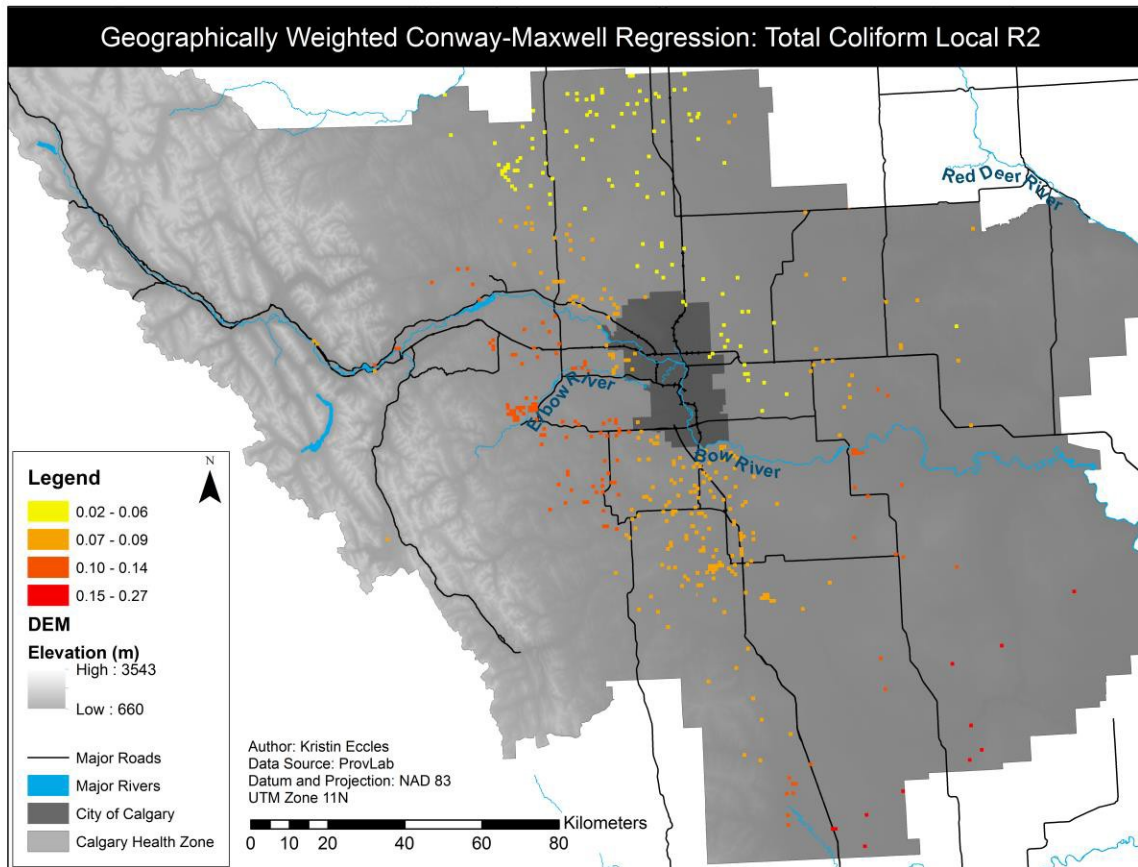 Geographically Weighted Conway-Maxwell Regression: Total Coliform Local R2
Red Deer River
Elbow River
Bow River
Legend
N
0.02 - 0.06
0.07 - 0.09
0.10 - 0.14
0.15 - 0.27
DEM
Elevation (m)
High : 3543
Low : 660
Major Roads
Major Rivers
City of Calgary
Calgary Health Zone
Author: Kristin Eccles
Data Source: ProvLab
Datum and Projection: NAD 83
UTM Zone 11N
Kilometers
0 10 20 40 60 80